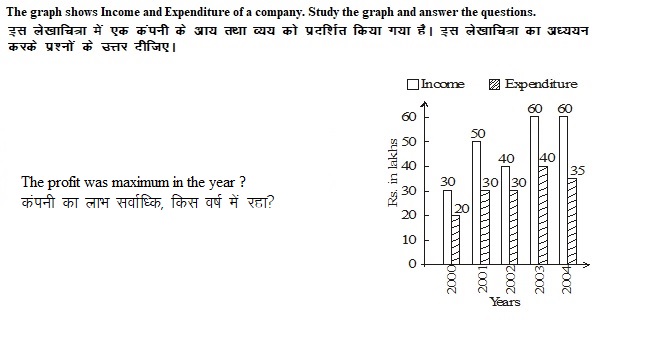 The graph shows Income and Expenditure of a company. Study the graph and answer the questions.
इस लेखाचित्रा में एक कंपनी के आय तथा व्यय को प्रदर्शित किया गया है। इस लेखाचित्रा का अध्ययन
करके प्रश्नों के उत्तर दीजिए।
The profit was maximum in the year ?
कंपनी का लाभ सर्वाध्कि, किस वर्ष में रहा?
Income Expenditure
Rs. in lakhs
60
50
40
30
20
10
0
30 20
50 30
40 30
60 40
60 35
2000 2001 2002 2003 2004
Years